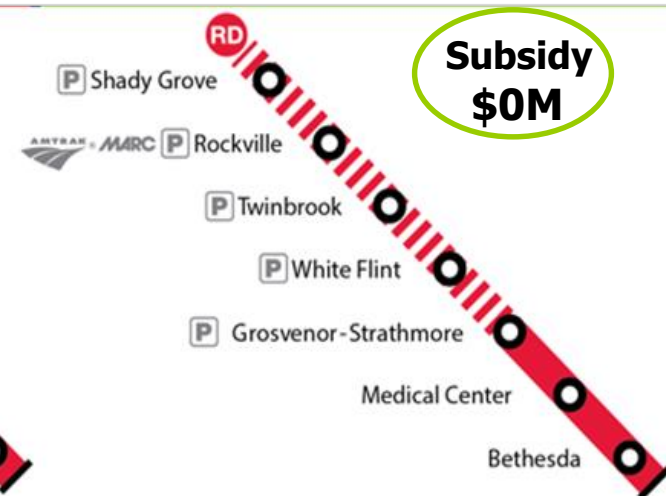 RD
Subsidy
$0M
P Shady Grove
AMTRAK® MARC P Rockville
P Twinbrook
P White Flint
P Grosvenor-Strathmore
Medical Center
Bethesda